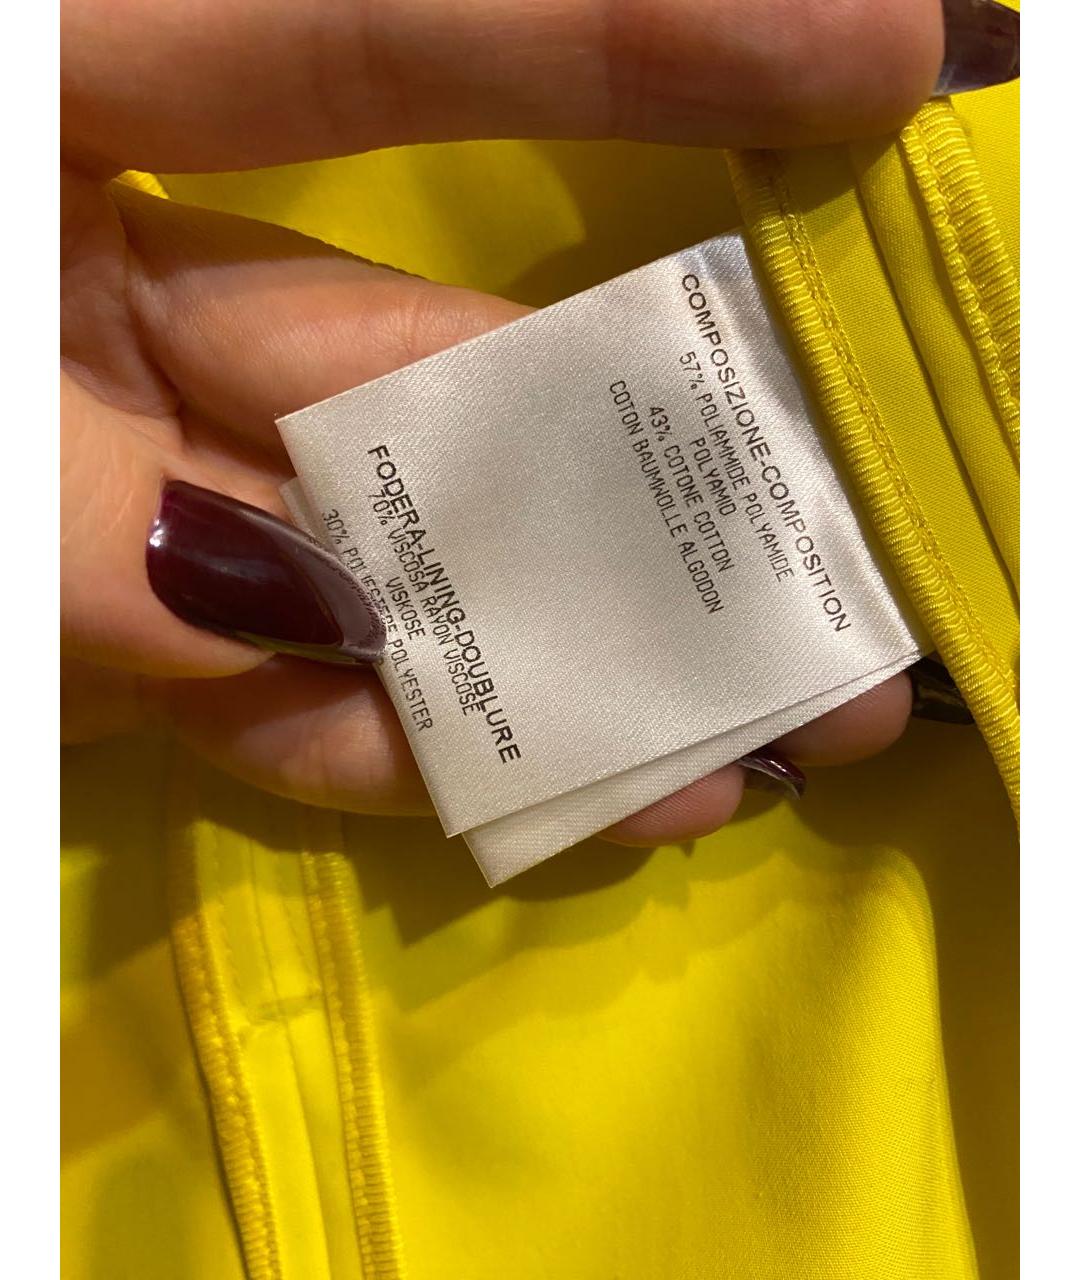 COMPOSIZIONE-COMPOSITION
57% POLIAMMIDE POLYAMIDE
POLYAMID
43% COTONE COTTON
COTON BAUMWOLLE ALGODON
FODERA-LINING-DOUBLURE
70% VISCOSA RAYON VISCOSE
VISKOSE
30% POLIESTERE POLYESTER